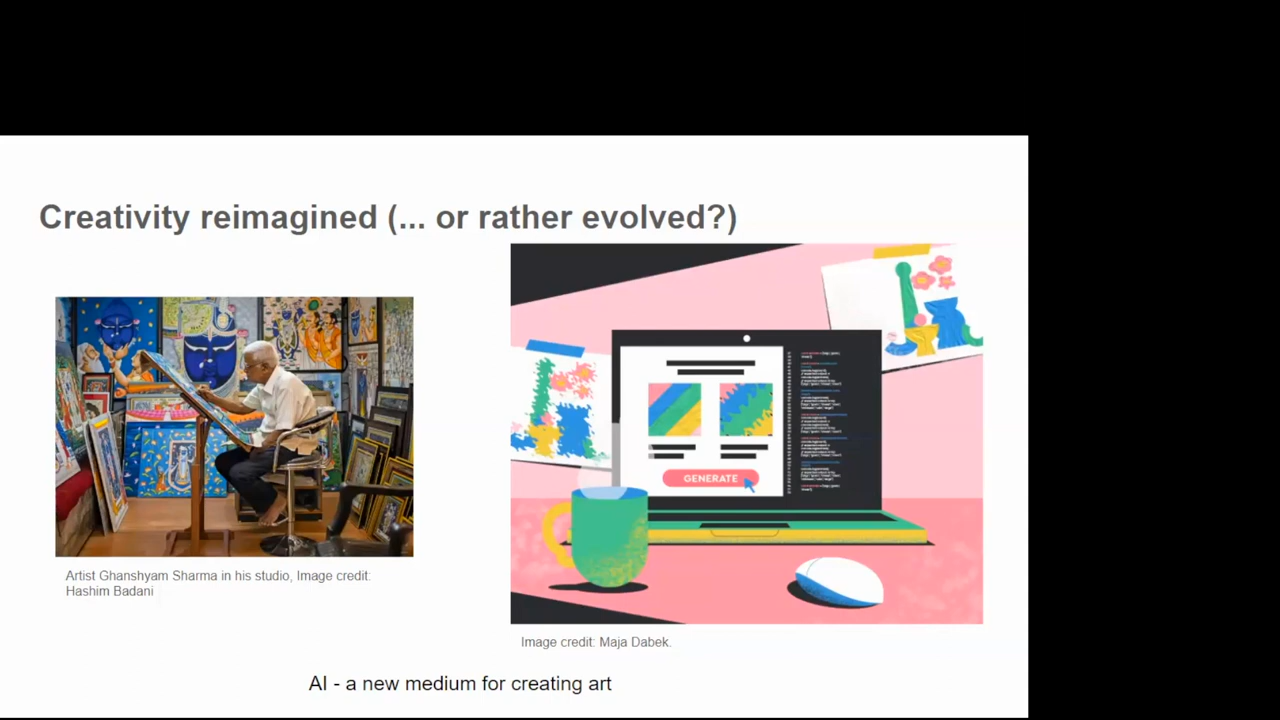 Creativity reimagined (... or rather evolved?)
GENERATE
Artist Ghanshyam Sharma in his studio, Image credit:
Hashim Badani
Image credit: Maja Dabek.
AI - a new medium for creating art